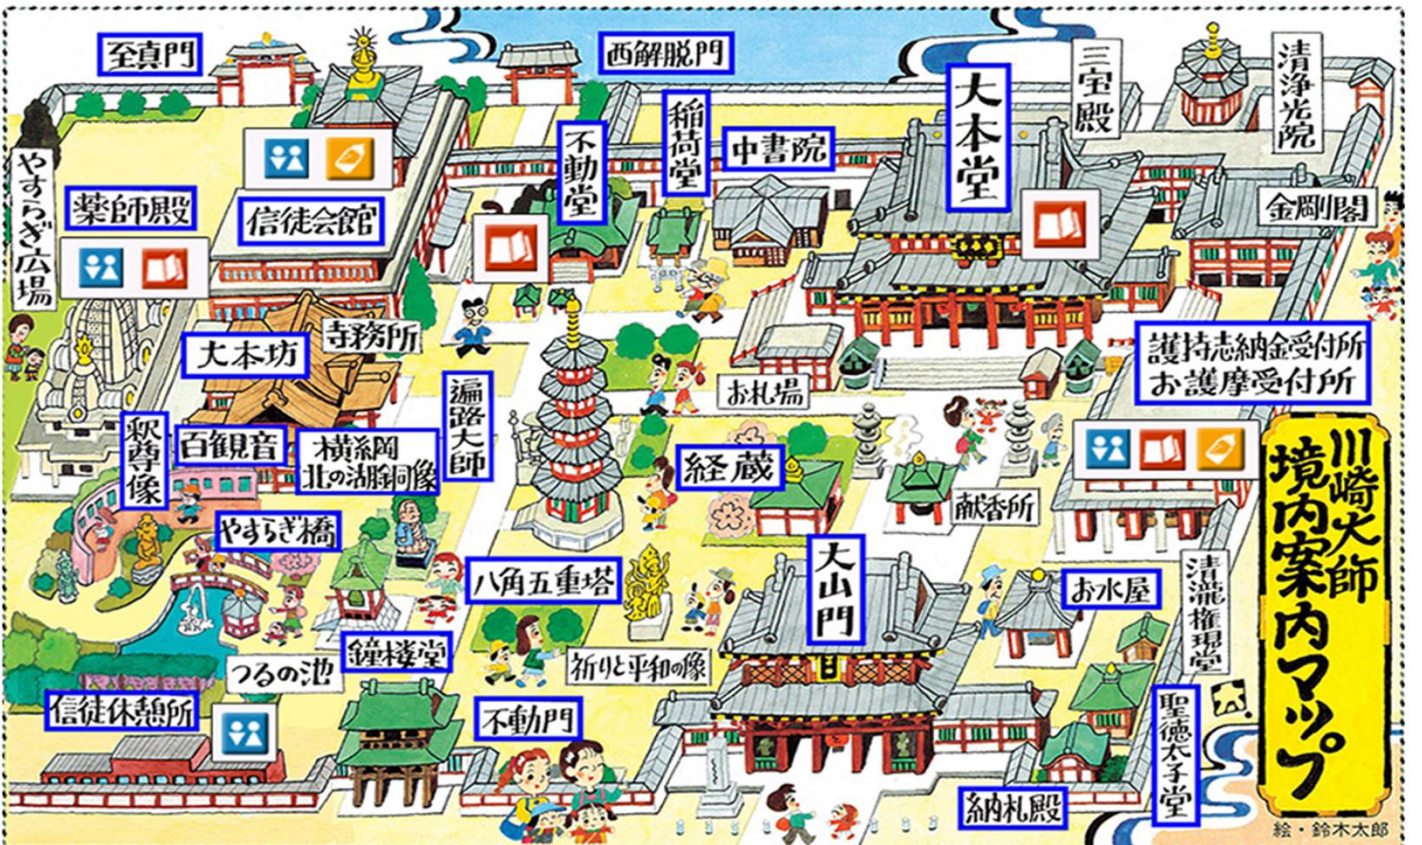 至真門
西解脱門
大本堂
三宝殿
清浄光院
不動堂
稲荷堂
中書院
やすらぎ広場
薬師殿
信徒会館
金剛閣
大本坊
寺務所
お札場
護持志納金受付所
お護摩受付所
遍路大師
釈尊像
百観音
横綱
北の湖関銅像
経蔵
献香所
やすらぎ橋
八角五重塔
大山門
お水屋
清瀧権現堂
つるの池
鐘楼堂
祈りと平和の像
信徒休憩所
不動門
納札殿
聖徳太子堂
川崎大師
境内案内マップ
絵・鈴木太郎